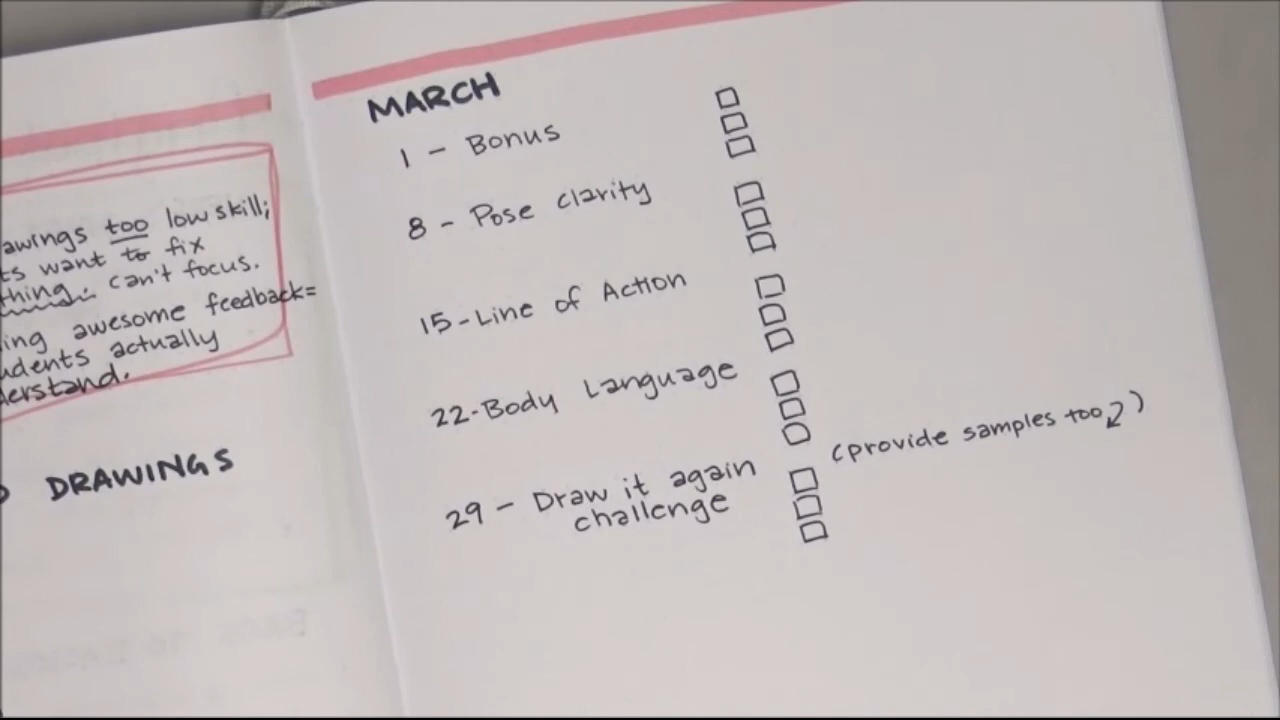 awings too low skill;
ts want to fix
thing. can't focus.
ing awesome feedback=
udents actually
derstand.
DRAWINGS
MARCH
1 - Bonus
8 - Pose clarity
15 - Line of Action
22 - Body Language
(provide samples too)
29 - Draw it again
challenge